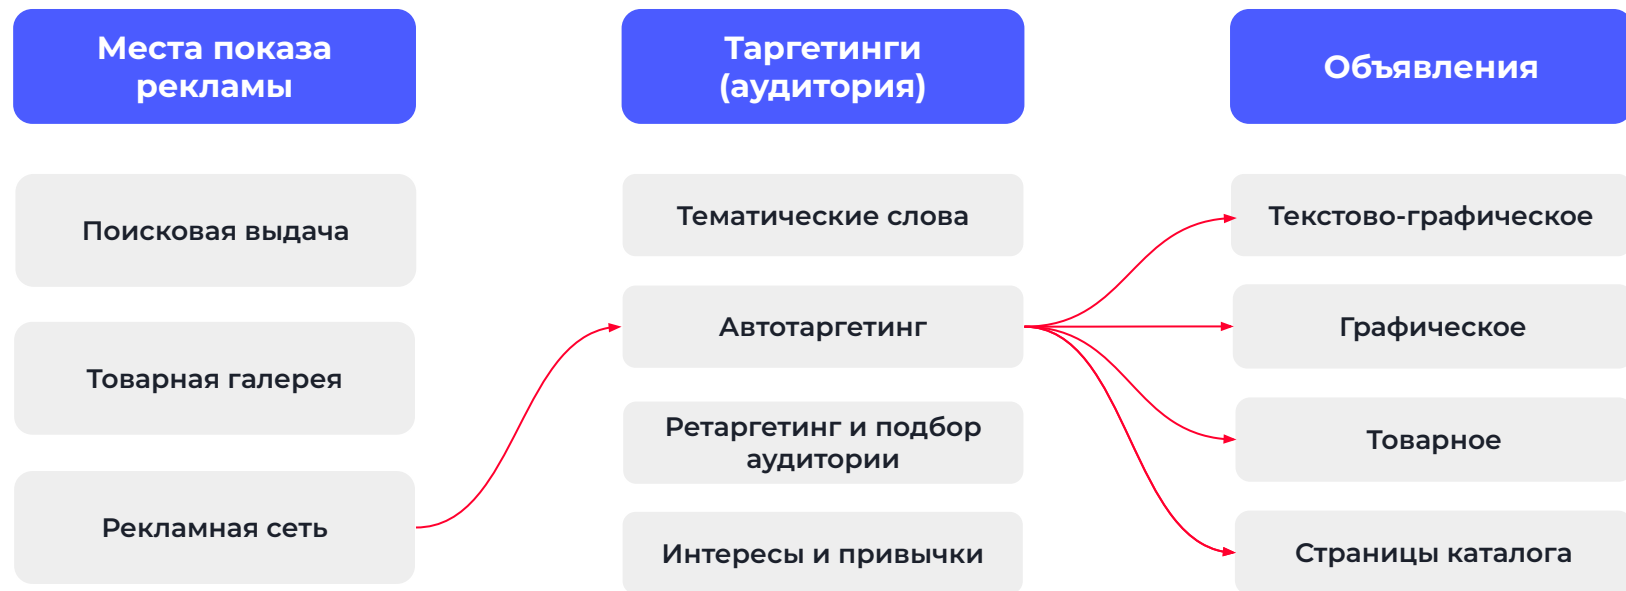 Места показа
рекламы
Таргетинги
(аудитория)
Объявления
Поисковая выдача
Товарная галерея
Рекламная сеть
Тематические слова
Автотаргетинг
Ретаргетинг и подбор
аудитории
Интересы и привычки
Текстово-графическое
Графическое
Товарное
Страницы каталога